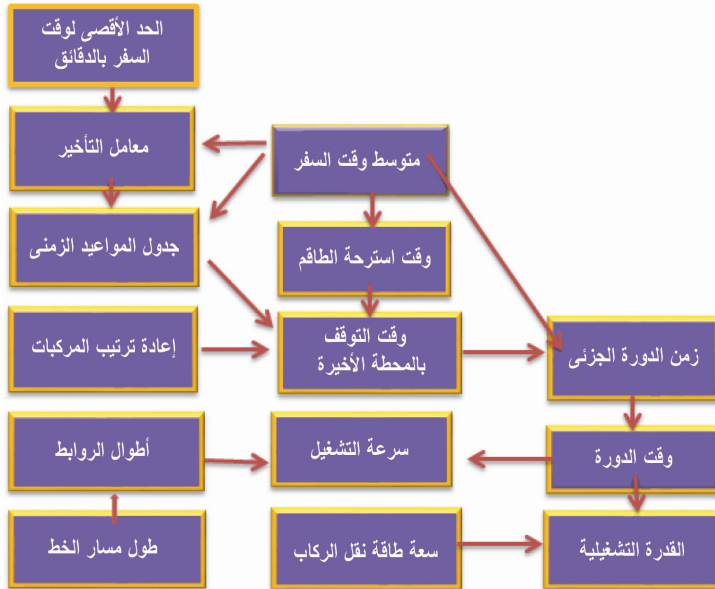 الحد الأقصى لوقت
السفر بالدقائق
معامل التأخير
متوسط وقت السفر
جدول المواعيد الزمنى
وقت استرحة الطاقم
إعادة ترتيب المركبات
وقت التوقف
بالمحطة الأخيرة
زمن الدورة الجزئى
أطوال الروابط
سرعة التشغيل
وقت الدورة
طول مسار الخط
سعة طاقة نقل الركاب
القدرة التشغيلية